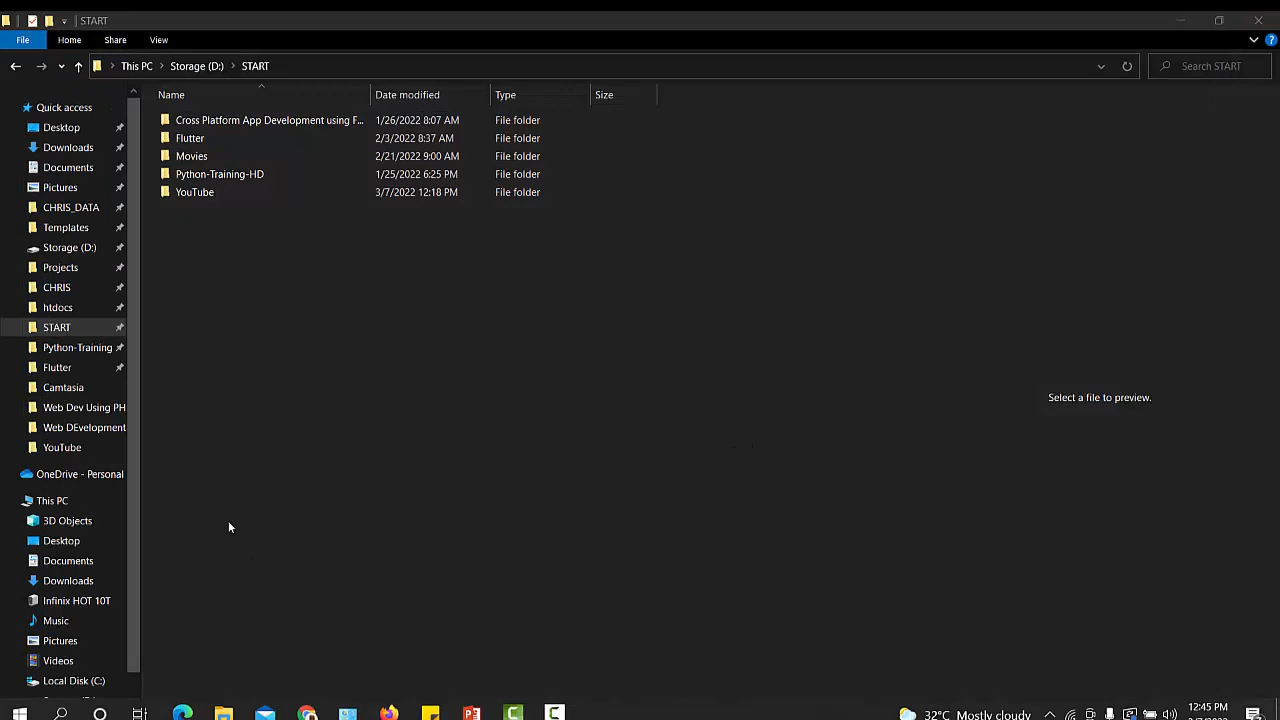 START
File Home Share View
This PC Storage (D:) START
Search START
Name Date modified Type Size
Cross Platform App Development using F... 1/26/2022 8:07 AM File folder
Flutter 2/3/2022 8:37 AM File folder
Movies 2/21/2022 9:00 AM File folder
Python-Training-HD 1/25/2022 6:25 PM File folder
YouTube 3/7/2022 12:18 PM File folder
Quick access
Desktop
Downloads
Documents
Pictures
CHRIS_DATA
Templates
Storage (D:)
Projects
CHRIS
htdocs
START
Python-Training
Flutter
Camtasia
Web Dev Using PH
Web DEvelopment
YouTube
OneDrive - Personal
This PC
3D Objects
Desktop
Documents
Downloads
Infinix HOT 10T
Music
Pictures
Videos
Local Disk (C:)
Select a file to preview.
32°C Mostly cloudy
12:45 PM